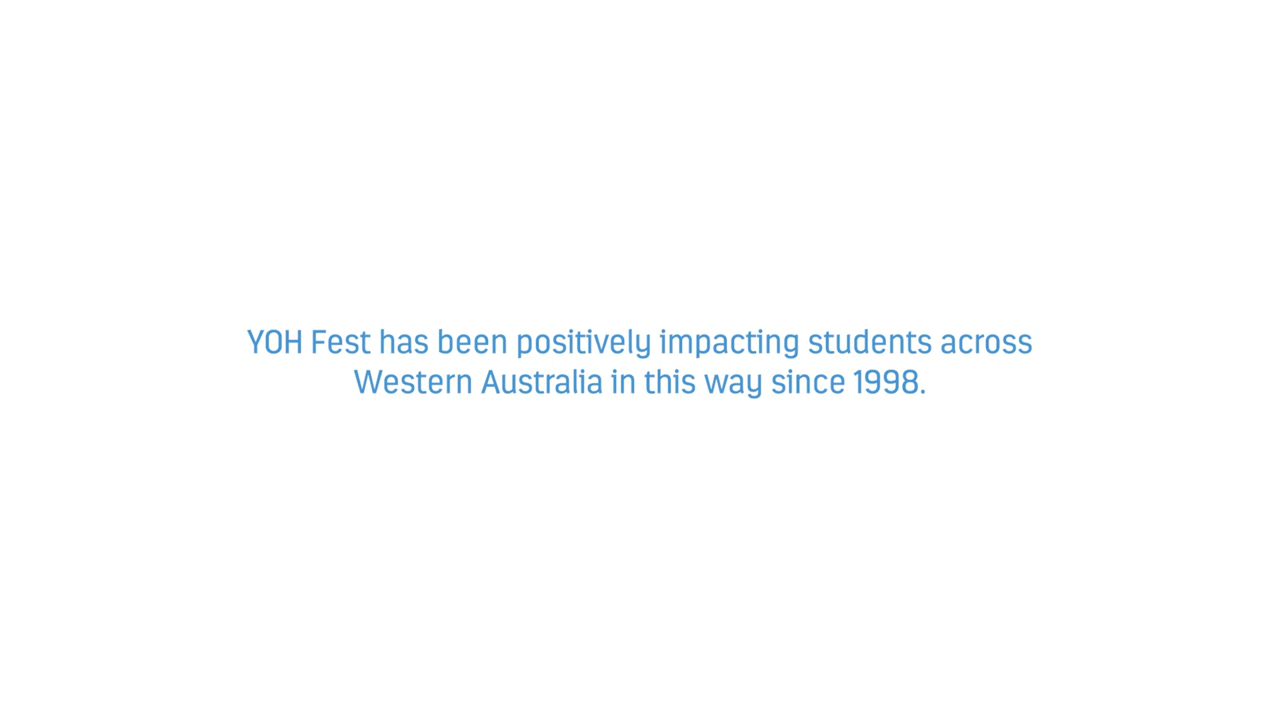 YOH Fest has been positively impacting students across
Western Australia in this way since 1998.